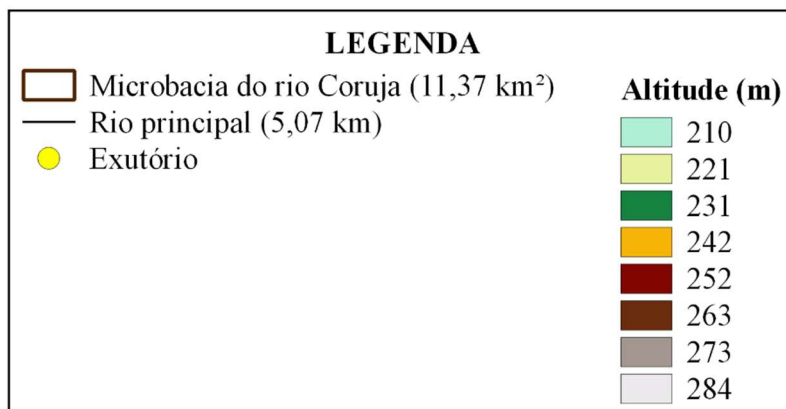 LEGENDA
Microbacia do rio Coruja (11,37 km²)
Rio principal (5,07 km)
Exutório
Altitude (m)
210
221
231
242
252
263
273
284